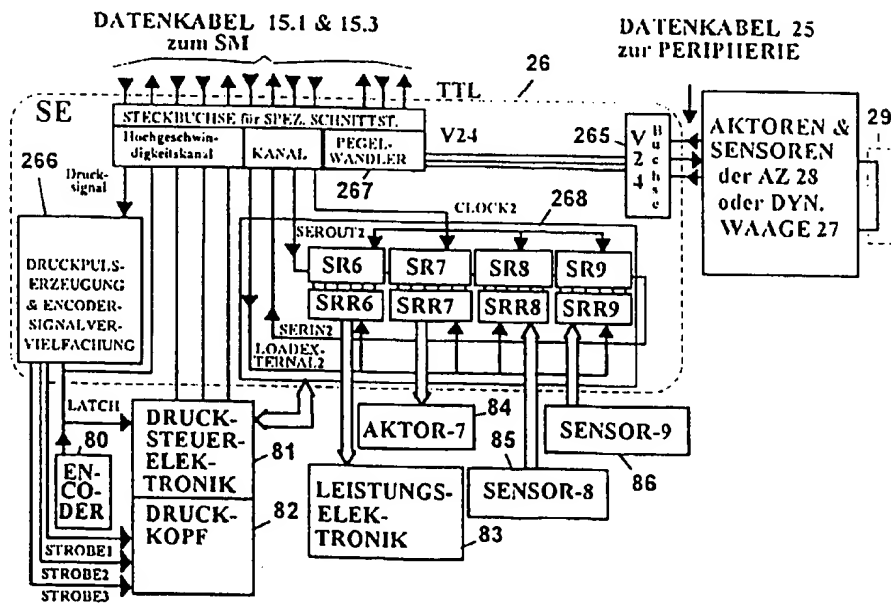 DATENKABEL 15.1 & 15.3
zum SM
DATENKABEL 25
zur PERIPHERIE
26
TTL
SE
STECKBUCHSE für SPEZ. SCHNITTST.
Hochgeschwin-
digkeitskanal
KANAL
PEGEL-
WANDLER
V24
265
V24
Buchse
29
AKTOREN &
SENSOREN
der AZ 28
oder DYN.
WAAGE 27
266
Druck-
signal
267
268
CLOCK2
SEROUT2
DRUCKPULS-
ERZEUGUNG
& ENCODER-
SIGNALVER-
VIELFACHUNG
SR6
SR7
SR8
SR9
SRR6
SRR7
SRR8
SRR9
SERIN2
LOADEX-
TERNAL2
LATCH
80
EN-
CO-
DER
DRUCK-
STEUER-
ELEK-
TRONIK
81
DRUCK-
KOPF
82
AKTOR-7
84
SENSOR-9
86
85
SENSOR-8
LEISTUNGS-
ELEK-
TRONIK
83
STROBE1
STROBE2
STROBE3